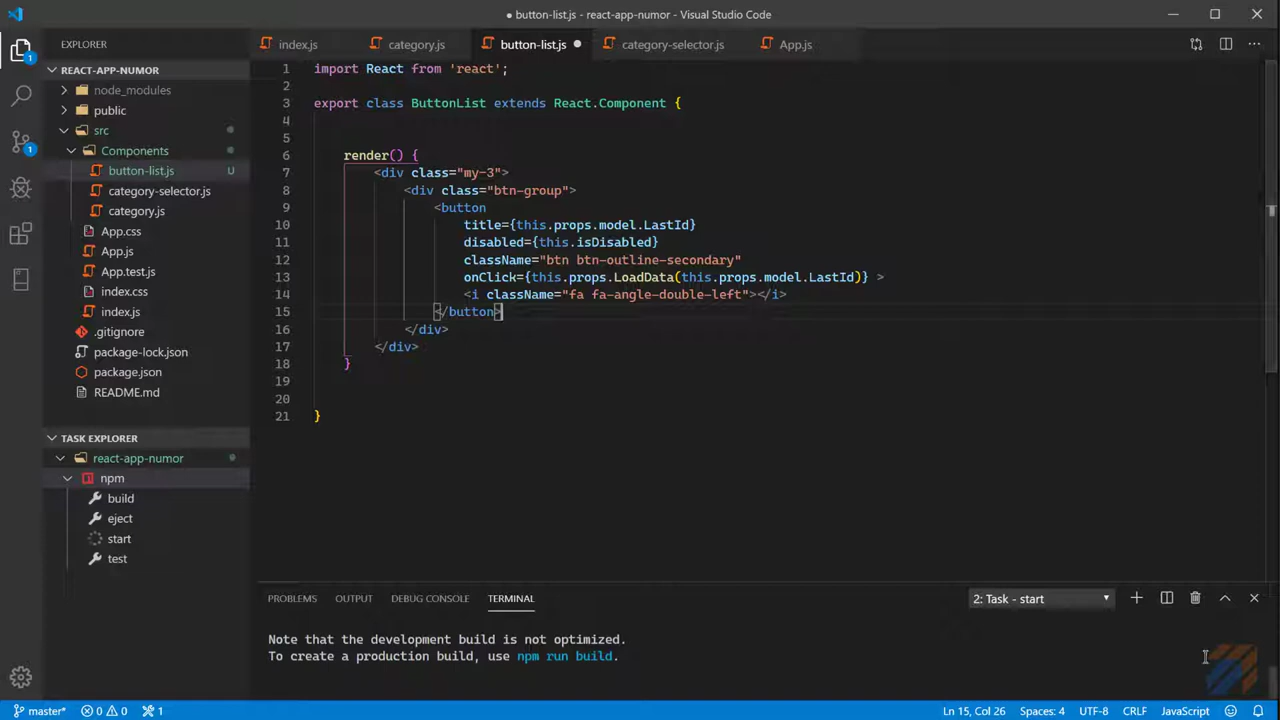 ● button-list.js - react-app-numor - Visual Studio Code
EXPLORER
index.js
category.js
button-list.js ●
category-selector.js
App.js
1
1
REACT-APP-NUMOR
node_modules
public
src
Components
button-list.js U
category-selector.js
category.js
App.css
App.js
App.test.js
index.css
index.js
.gitignore
package-lock.json
package.json
README.md
TASK EXPLORER
react-app-numor
npm
build
eject
start
test
1 import React from 'react';
2
3 export class ButtonList extends React.Component {
4
5
6 render() {
7 <div class="my-3">
8 <div class="btn-group">
9 <button
10 title={this.props.model.LastId}
11 disabled={this.isDisabled}
12 className="btn btn-outline-secondary"
13 onClick={this.props.LoadData(this.props.model.LastId)} >
14 <i className="fa fa-angle-double-left"></i>
15 </button>
16 </div>
17 </div>
18 }
19
20
21 }
PROBLEMS OUTPUT DEBUG CONSOLE TERMINAL
2: Task - start
Note that the development build is not optimized.
To create a production build, use npm run build.
master* 0 0 1
Ln 15, Col 26 Spaces: 4 UTF-8 CRLF JavaScript